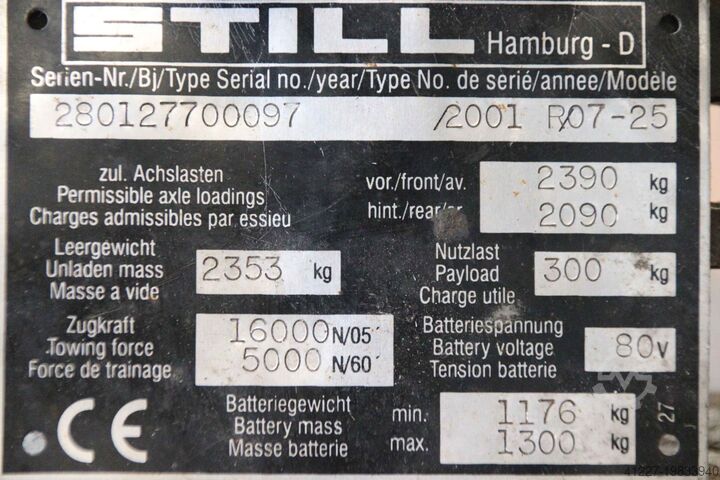 STILL Hamburg - D
Serien-Nr./Bj/Type Serial no./year/Type No. de serié/annee/Modèle
280127700097 /2001 R/07-25
zul. Achslasten
Permissible axle loadings
Charges admissibles par essieu
vor./front/av. 2390 kg
hint./rear/ar. 2090 kg
Leergewicht
Unladen mass
Masse a vide
2353 kg
Nutzlast
Payload
Charge utile
300 kg
Zugkraft
Towing force
Force de trainage
16000 N/05
5000 N/60
Batteriespannung
Battery voltage
Tension batterie
80v
CE
Batteriegewicht
Battery mass
Masse batterie
min. 1176 kg
max. 1300 kg
27
41227-19833940